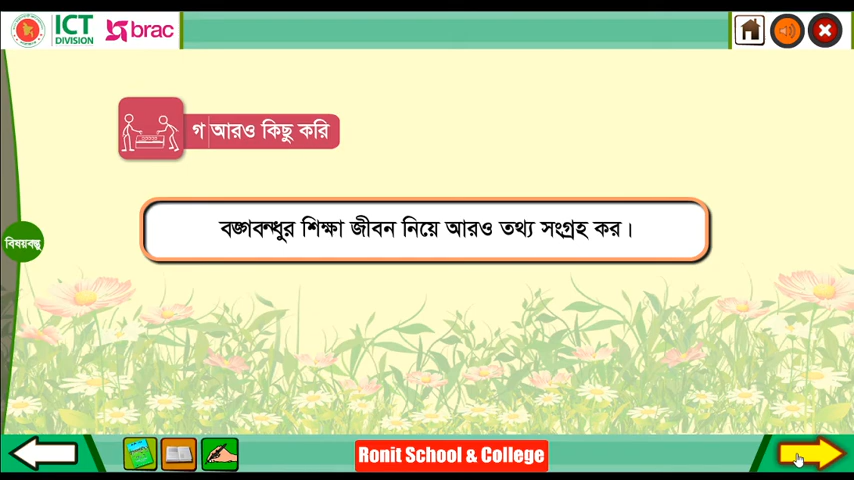 ICT
DIVISION
brac
গ আরও কিছু করি
বঙ্গবন্ধুর শিক্ষা জীবন নিয়ে আরও তথ্য সংগ্রহ কর।
বিষয়বস্তু
Ronit School & College